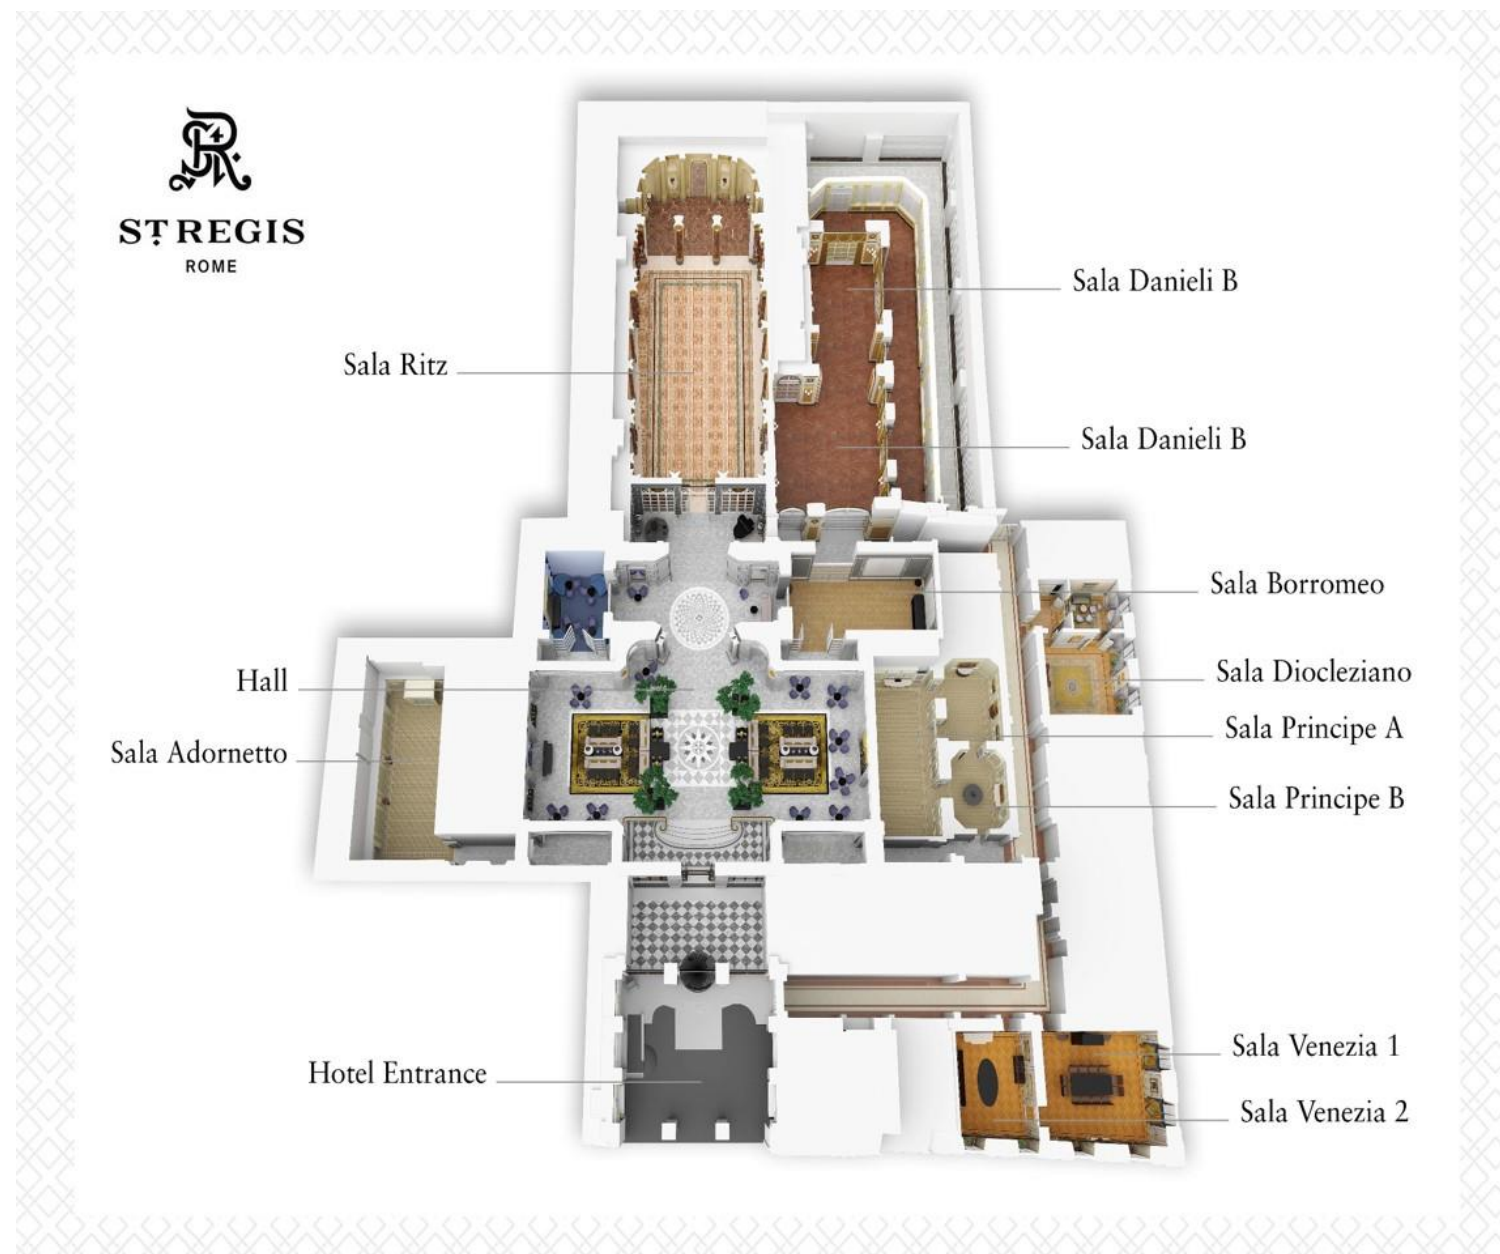 ST REGIS
ROME
Sala Danieli B
Sala Ritz
Sala Danieli B
Sala Borromeo
Hall
Sala Diocleziano
Sala Adornetto
Sala Principe A
Sala Principe B
Hotel Entrance
Sala Venezia 1
Sala Venezia 2